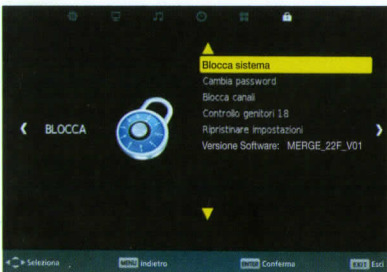 Blocca sistema
Cambia password
Blocca canali
BLOCCA
Controllo genitori 18
Ripristinare impostazioni
Versione Software: MERGE_22F_V01
Seleziona
MENU Indietro
ENTER Conferma
EXIT Esci